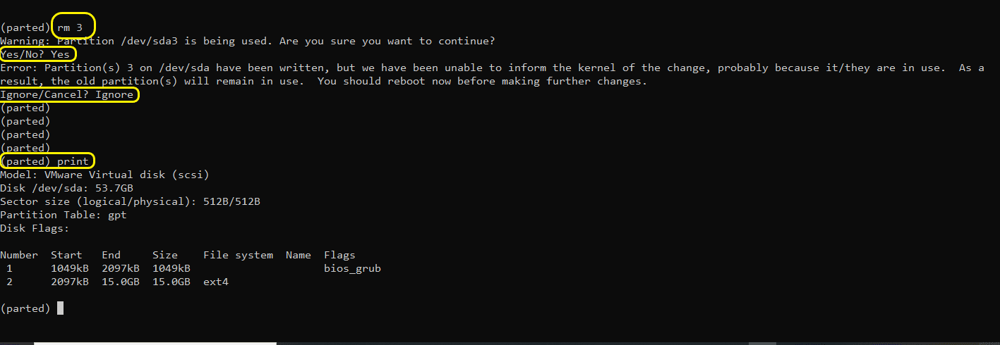 (parted) rm 3
Warning: Partition /dev/sda3 is being used. Are you sure you want to continue?
Yes/No? Yes
Error: Partition(s) 3 on /dev/sda have been written, but we have been unable to inform the kernel of the change, probably because it/they are in use.  As a
result, the old partition(s) will remain in use.  You should reboot now before making further changes.
Ignore/Cancel? Ignore
(parted)
(parted)
(parted)
(parted)
(parted) print
Model: VMware Virtual disk (scsi)
Disk /dev/sda: 53.7GB
Sector size (logical/physical): 512B/512B
Partition Table: gpt
Disk Flags:
Number  Start   End     Size    File system  Name  Flags
 1      1049kB  2097kB  1049kB                     bios_grub
 2      2097kB  15.0GB  15.0GB  ext4
(parted)